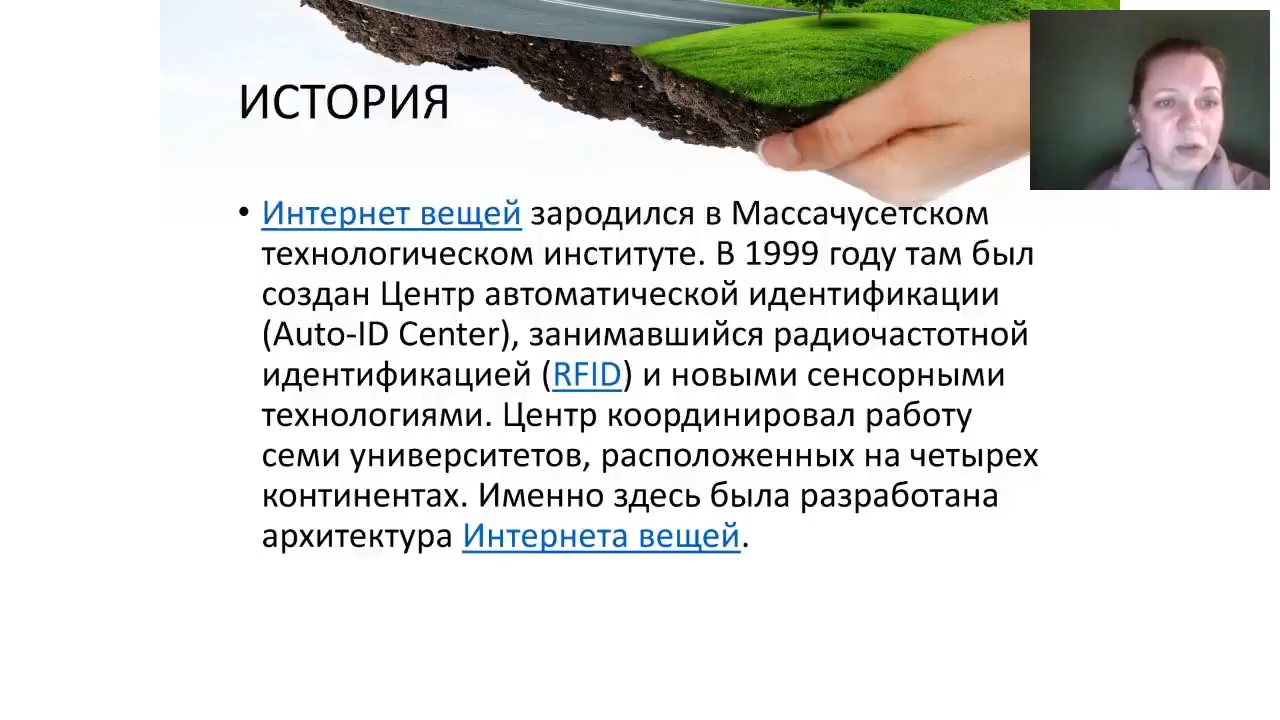 ИСТОРИЯ
• Интернет вещей зародился в Массачусетском
технологическом институте. В 1999 году там был
создан Центр автоматической идентификации
(Auto-ID Center), занимавшийся радиочастотной
идентификацией (RFID) и новыми сенсорными
технологиями. Центр координировал работу
семи университетов, расположенных на четырех
континентах. Именно здесь была разработана
архитектура Интернета вещей.